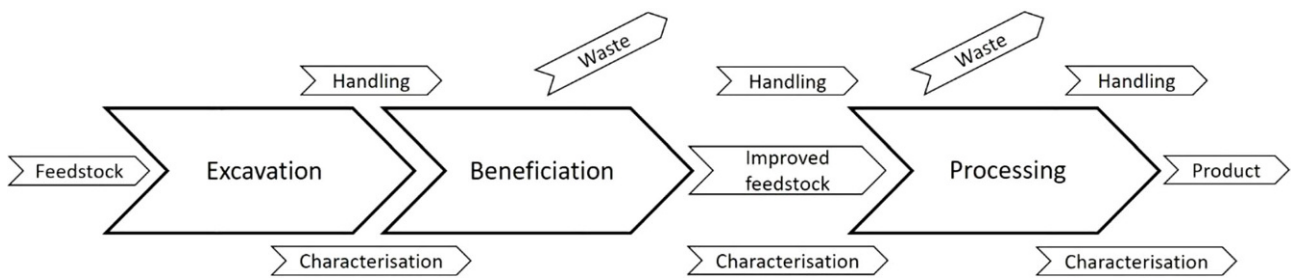 Waste
Waste
Handling
Handling
Handling
Feedstock
Excavation
Beneficiation
Improved
feedstock
Processing
Product
Characterisation
Characterisation
Characterisation